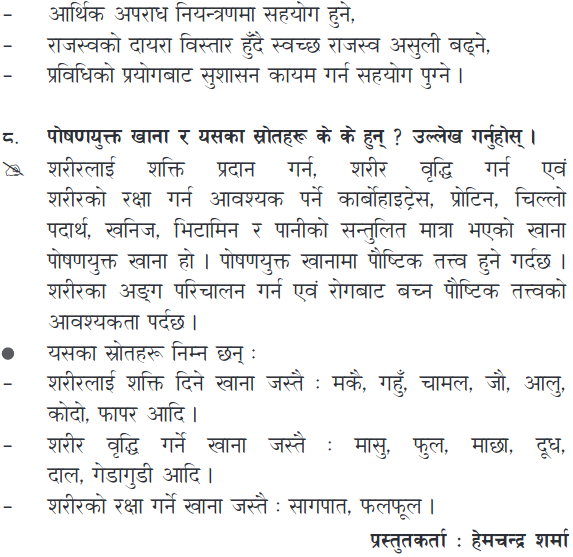 – आर्थिक अपराध नियन्त्रणमा सहयोग हुने,
– राजस्वको दायरा विस्तार हुँदै स्वच्छ राजस्व असुली बढ्ने,
– प्रविधिको प्रयोगबाट सुशासन कायम गर्न सहयोग पुग्ने ।
८. पोषणयुक्त खाना र यसका स्रोतहरू के के हुन् ? उल्लेख गर्नुहोस् ।
✍ शरीरलाई शक्ति प्रदान गर्न, शरीर वृद्धि गर्न एवं
शरीरको रक्षा गर्न आवश्यक पर्ने कार्बोहाइट्रेस, प्रोटिन, चिल्लो
पदार्थ, खनिज, भिटामिन र पानीको सन्तुलित मात्रा भएको खाना
पोषणयुक्त खाना हो । पोषणयुक्त खानामा पौष्टिक तत्त्व हुने गर्दछ ।
शरीरका अङ्ग परिचालन गर्न एवं रोगबाट बच्न पौष्टिक तत्त्वको
आवश्यकता पर्दछ ।
● यसका स्रोतहरू निम्न छन् :
– शरीरलाई शक्ति दिने खाना जस्तै : मकै, गहुँ, चामल, जौ, आलु,
कोदो, फापर आदि ।
– शरीर वृद्धि गर्ने खाना जस्तै : मासु, फुल, माछा, दूध,
दाल, गेडागुडी आदि ।
– शरीरको रक्षा गर्ने खाना जस्तै : सागपात, फलफूल ।
प्रस्तुतकर्ता : हेमचन्द्र शर्मा